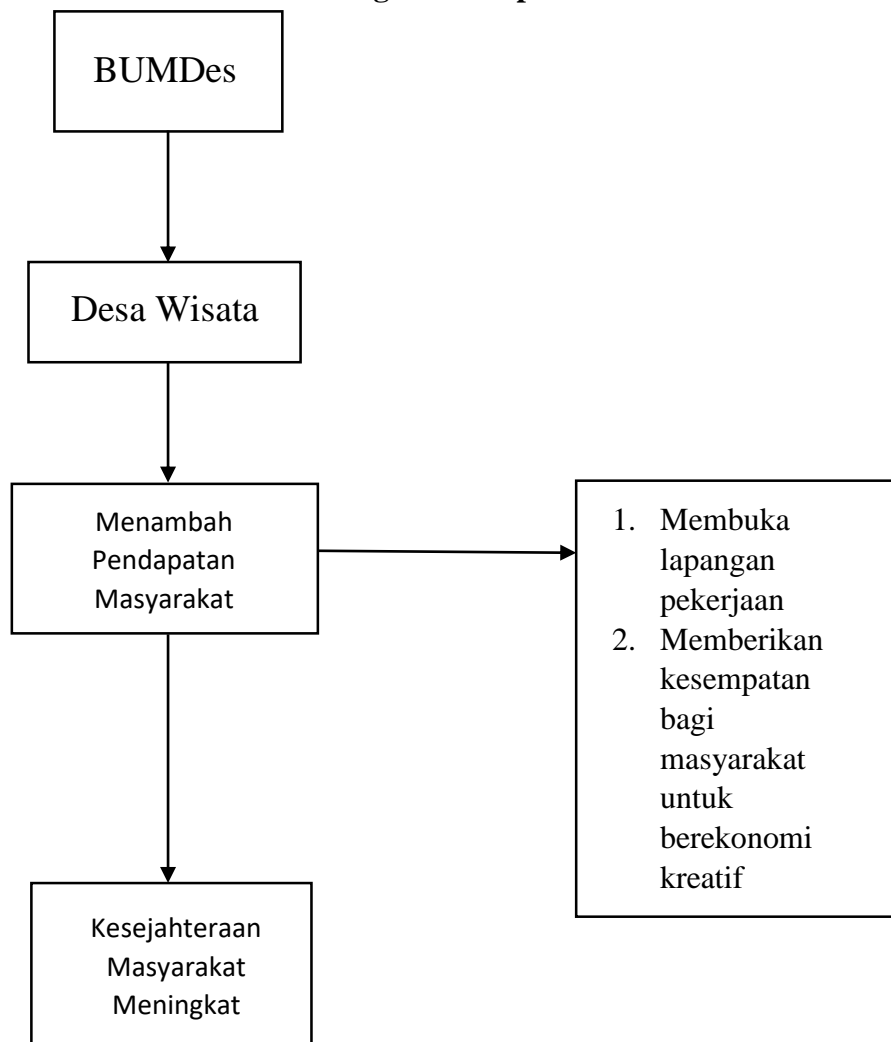 BUMDes
Desa Wisata
Menambah
Pendapatan
Masyarakat
1. Membuka
lapangan
pekerjaan
2. Memberikan
kesempatan
bagi
masyarakat
untuk
berekonomi
kreatif
Kesejahteraan
Masyarakat
Meningkat